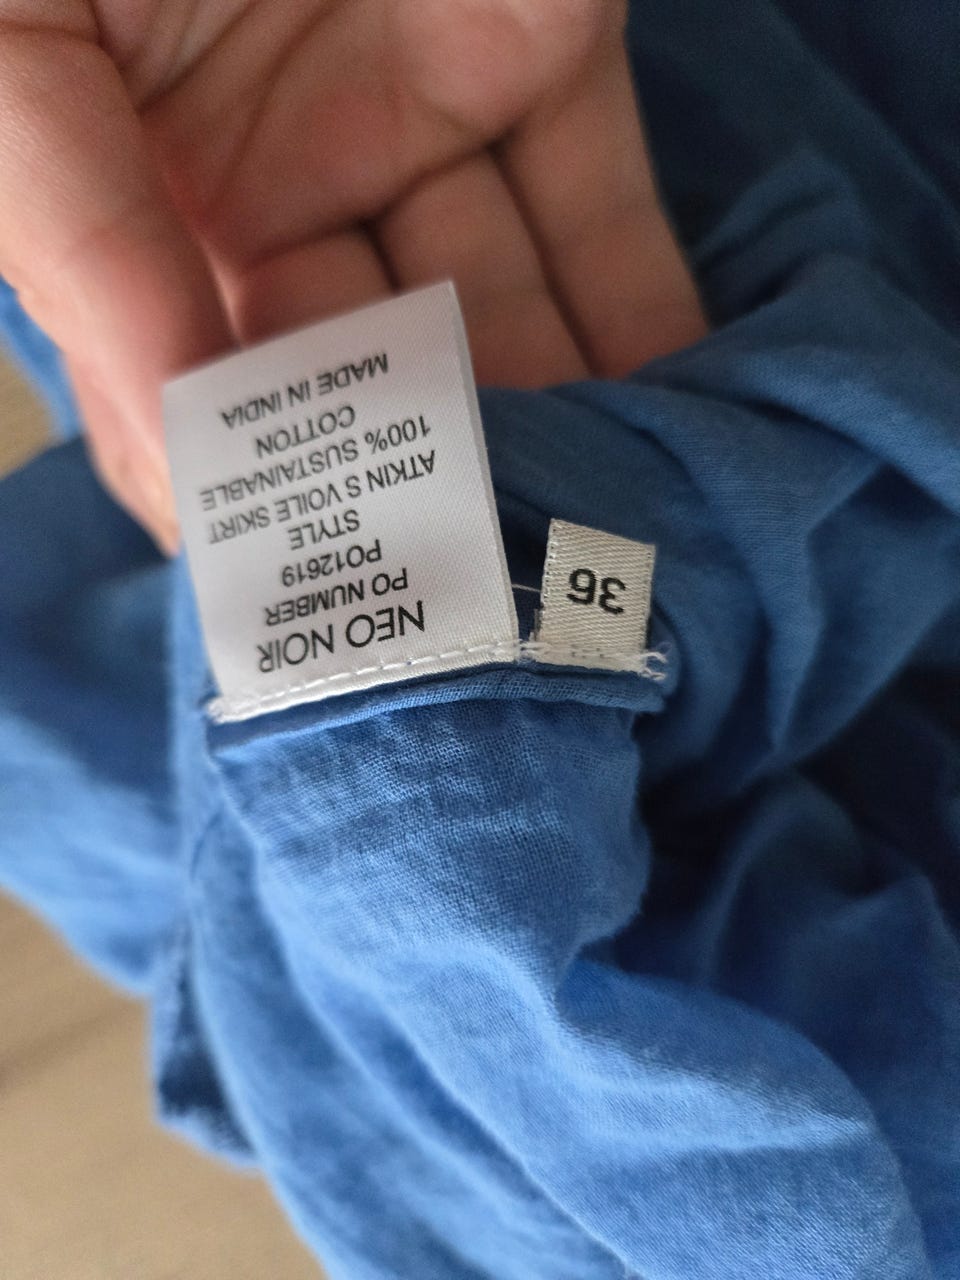 NEO NOIR
PO NUMBER
PO12619
STYLE
ATKIN S VOILE SKIRT
100% SUSTAINABLE
COTTON
MADE IN INDIA
36